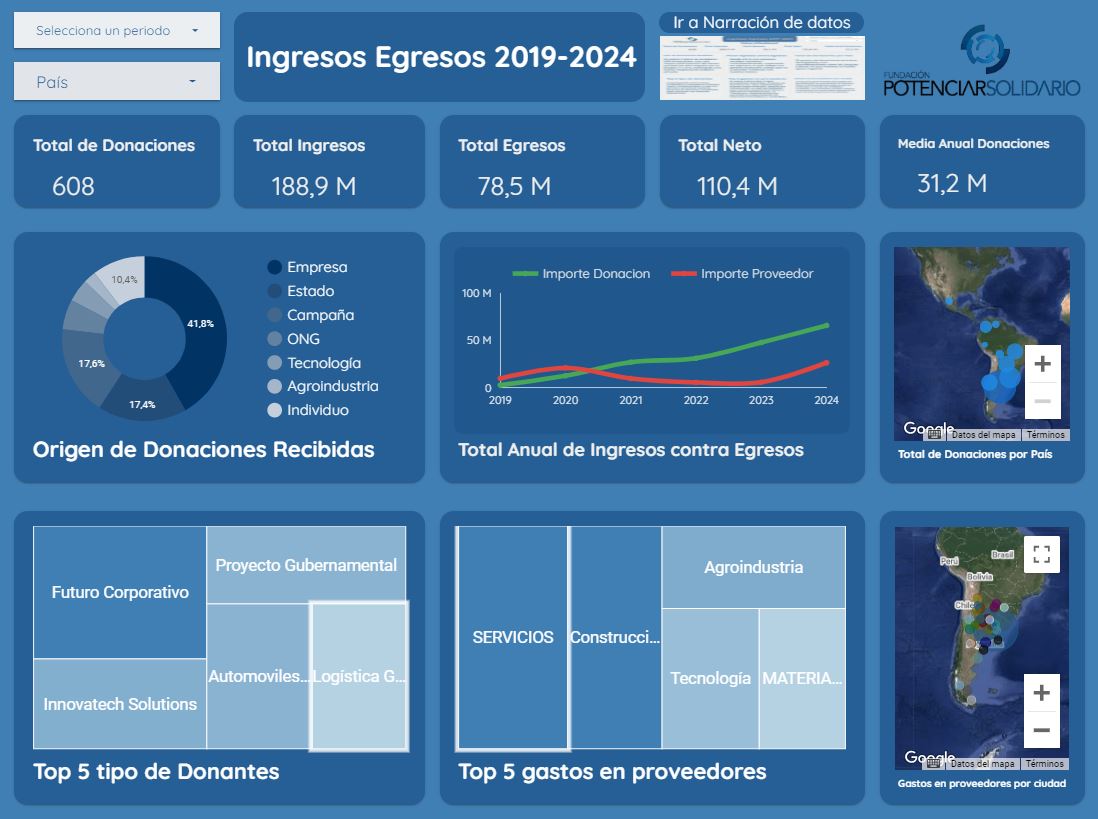 Selecciona un periodo
País
Ingresos Egresos 2019-2024
Ir a Narración de datos
FUNDACIÓN
POTENCIARSOLIDARIO
Total de Donaciones
608
Total Ingresos
188,9 M
Total Egresos
78,5 M
Total Neto
110,4 M
Media Anual Donaciones
31,2 M
10,4%
41,8%
17,6%
17,4%
Empresa
Estado
Campaña
ONG
Tecnología
Agroindustria
Individuo
Origen de Donaciones Recibidas
Importe Donacion
Importe Proveedor
100 M
50 M
0
2019
2020
2021
2022
2023
2024
Total Anual de Ingresos contra Egresos
Google
Datos del mapa
Términos
Total de Donaciones por País
Futuro Corporativo
Innovatech Solutions
Proyecto Gubernamental
Automoviles...
Logística G...
Top 5 tipo de Donantes
SERVICIOS
Construcci...
Agroindustria
Tecnología
MATERIA...
Top 5 gastos en proveedores
Brasil
Perú
Bolivia
Chile
Google
Datos del mapa
Términos
Gastos en proveedores por ciudad